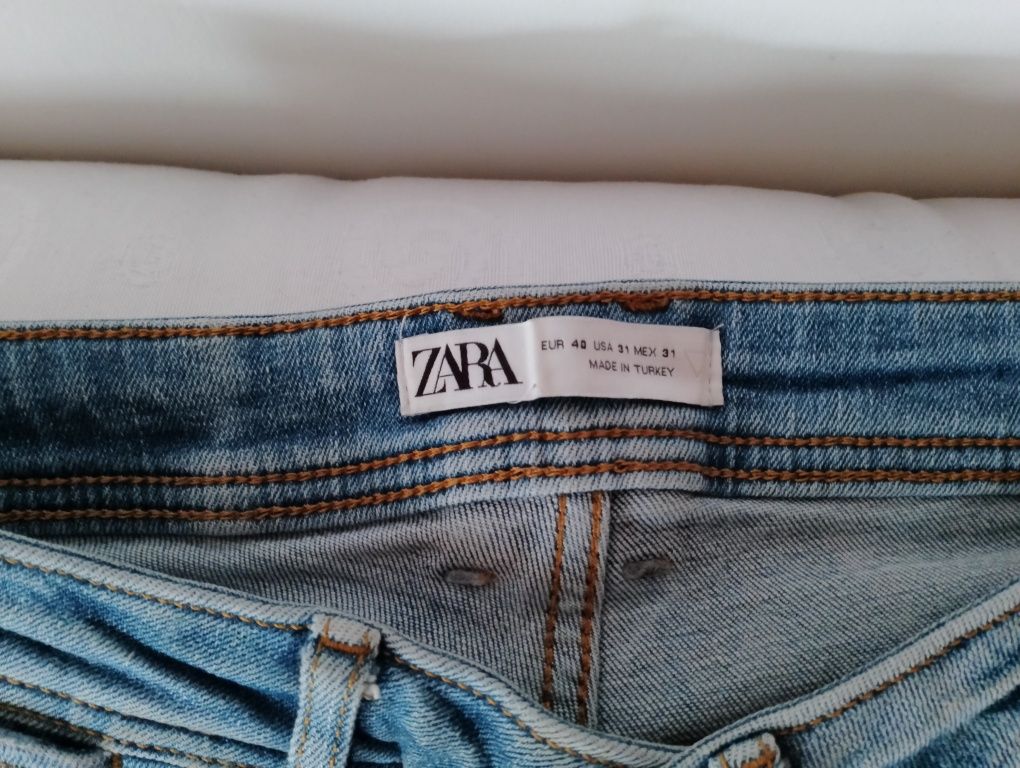 ZARA
EUR 40 USA 31 MEX 31
MADE IN TURKEY